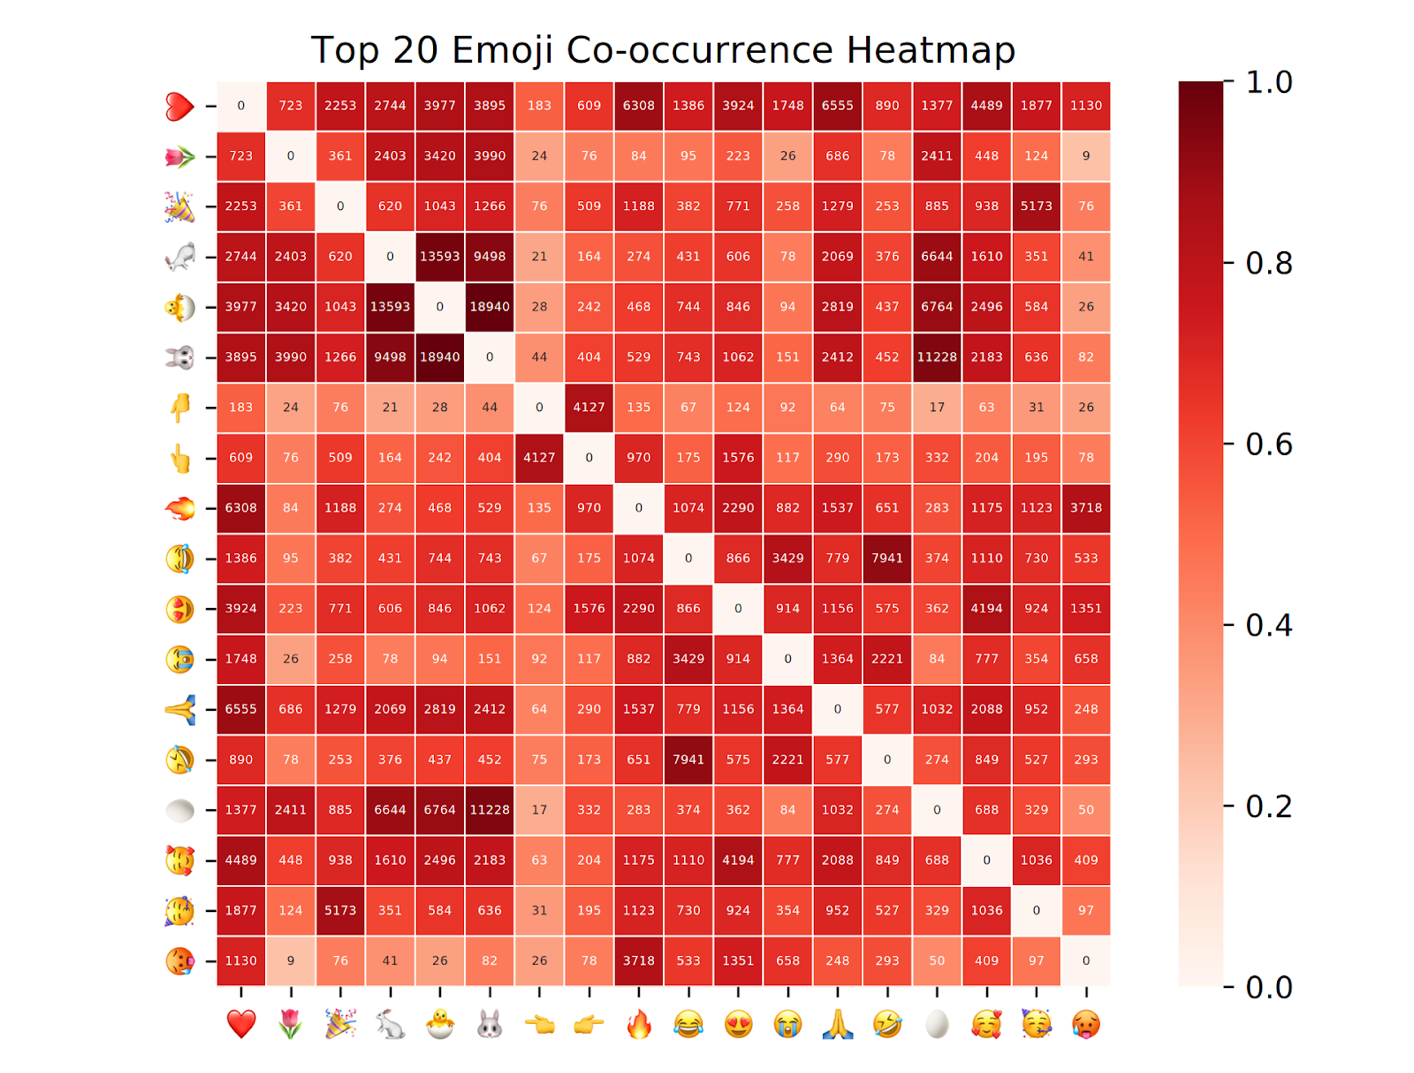 Top 20 Emoji Co-occurrence Heatmap
0 723 2253 2744 3977 3895 183 609 6308 1386 3924 1748 6555 890 1377 4489 1877 1130
723 0 361 2403 3420 3990 24 76 84 95 223 26 686 78 2411 448 124 9
2253 361 0 620 1043 1266 76 509 1188 382 771 258 1279 253 885 938 5173 76
2744 2403 620 0 13593 9498 21 164 274 431 606 78 2069 376 6644 1610 351 41
3977 3420 1043 13593 0 18940 28 242 468 744 846 94 2819 437 6764 2496 584 26
3895 3990 1266 9498 18940 0 44 404 529 743 1062 151 2412 452 11228 2183 636 82
183 24 76 21 28 44 0 4127 135 67 124 92 64 75 17 63 31 26
609 76 509 164 242 404 4127 0 970 175 1576 117 290 173 332 204 195 78
6308 84 1188 274 468 529 135 970 0 1074 2290 882 1537 651 283 1175 1123 3718
1386 95 382 431 744 743 67 175 1074 0 866 3429 779 7941 374 1110 730 533
3924 223 771 606 846 1062 124 1576 2290 866 0 914 1156 575 362 4194 924 1351
1748 26 258 78 94 151 92 117 882 3429 914 0 1364 2221 84 777 354 658
6555 686 1279 2069 2819 2412 64 290 1537 779 1156 1364 0 577 1032 2088 952 248
890 78 253 376 437 452 75 173 651 7941 575 2221 577 0 274 849 527 293
1377 2411 885 6644 6764 11228 17 332 283 374 362 84 1032 274 0 688 329 50
4489 448 938 1610 2496 2183 63 204 1175 1110 4194 777 2088 849 688 0 1036 409
1877 124 5173 351 584 636 31 195 1123 730 924 354 952 527 329 1036 0 97
1130 9 76 41 26 82 26 78 3718 533 1351 658 248 293 50 409 97 0
1.0
0.8
0.6
0.4
0.2
0.0